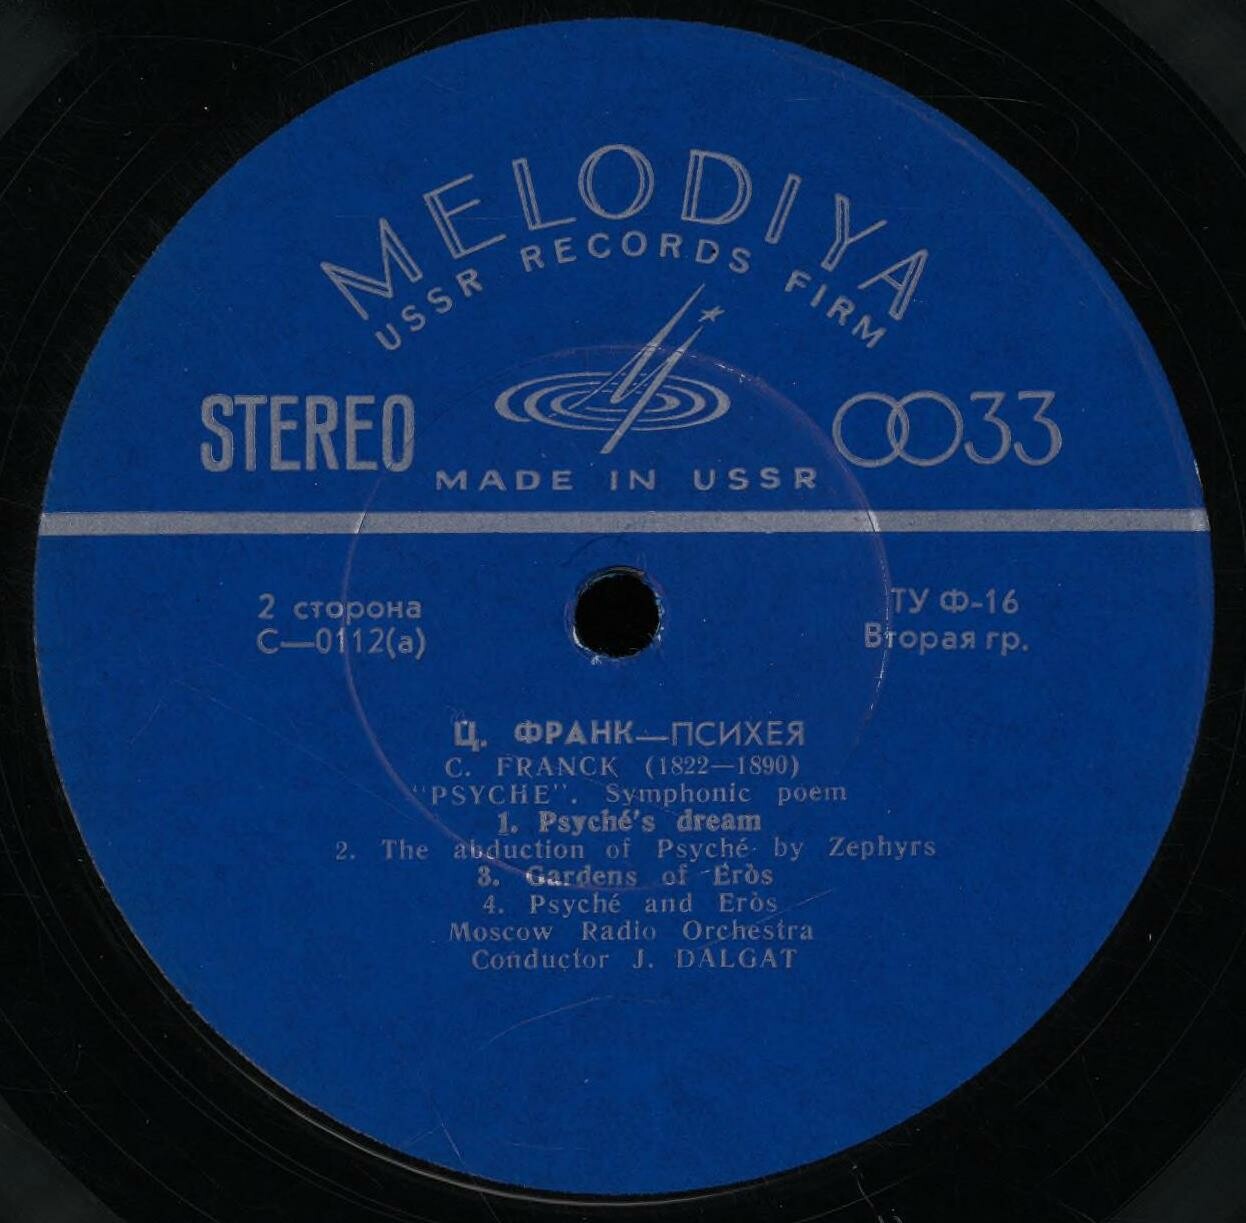 MELODIYA
USSR RECORDS FIRM
STEREO
33
MADE IN USSR
2 сторона
С—0112(а)
ТУ Ф-16
Вторая гр.
Ц. ФРАНК—ПСИХЕЯ
C. FRANCK (1822—1890)
"PSYCHE". Symphonic poem
1. Psyché's dream
2. The abduction of Psyché by Zephyrs
3. Gardens of Eròs
4. Psyché and Eròs
Moscow Radio Orchestra
Conductor J. DALGAT